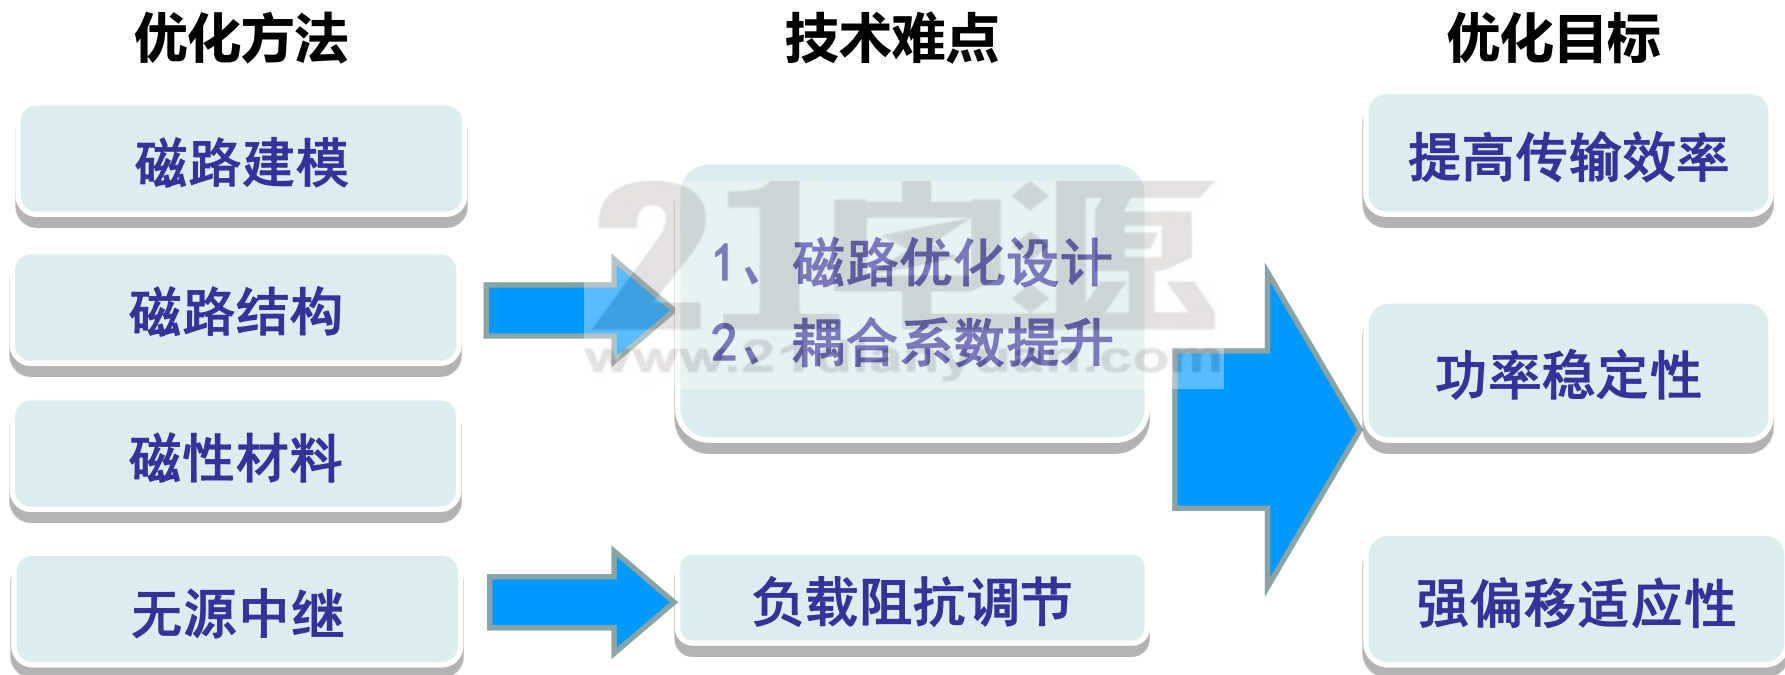 优化方法
技术难点
优化目标
磁路建模
磁路结构
磁性材料
无源中继
1、磁路优化设计
2、耦合系数提升
负载阻抗调节
提高传输效率
功率稳定性
强偏移适应性
21电源
www.21dianyuan.com